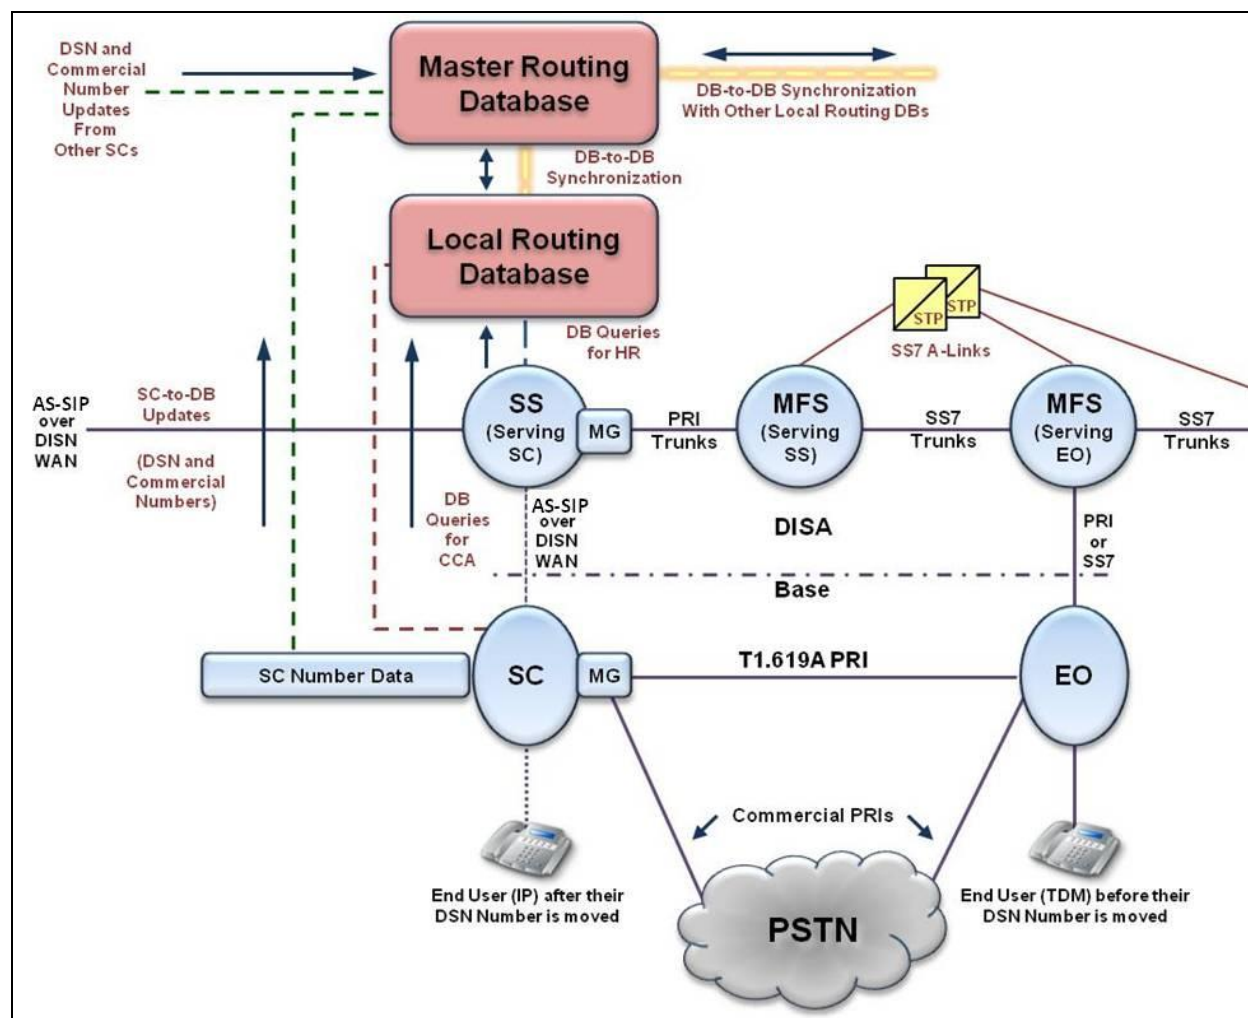 DSN and
Commercial
Number
Updates
From
Other SCs
Master Routing
Database
DB-to-DB Synchronization
With Other Local Routing DBs
DB-to-DB
Synchronization
Local Routing
Database
DB Queries
for HR
STP
STP
SS7 A-Links
AS-SIP
over
DISN
WAN
SC-to-DB
Updates
(DSN and
Commercial
Numbers)
DB
Queries
for
CCA
SS
(Serving
SC)
MG
PRI
Trunks
MFS
(Serving
SS)
SS7
Trunks
MFS
(Serving
EO)
SS7
Trunks
AS-SIP
over
DISN
WAN
DISA
PRI
or
SS7
Base
SC Number Data
SC
MG
T1.619A PRI
EO
Commercial PRIs
End User (IP) after their
DSN Number is moved
PSTN
End User (TDM) before their
DSN Number is moved